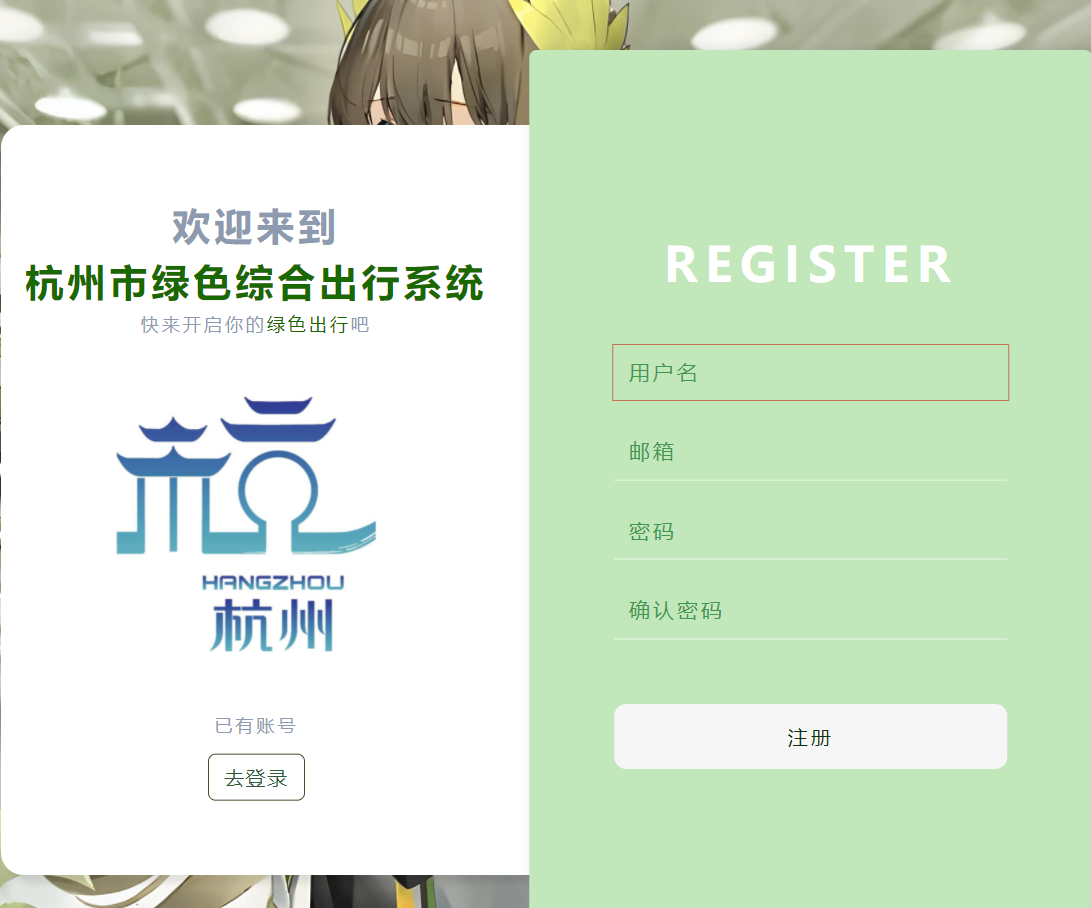 欢迎来到
杭州市绿色综合出行系统
快来开启你的绿色出行吧
杭
HANGZHOU
杭州
已有账号
去登录
REGISTER
用户名
邮箱
密码
确认密码
注册